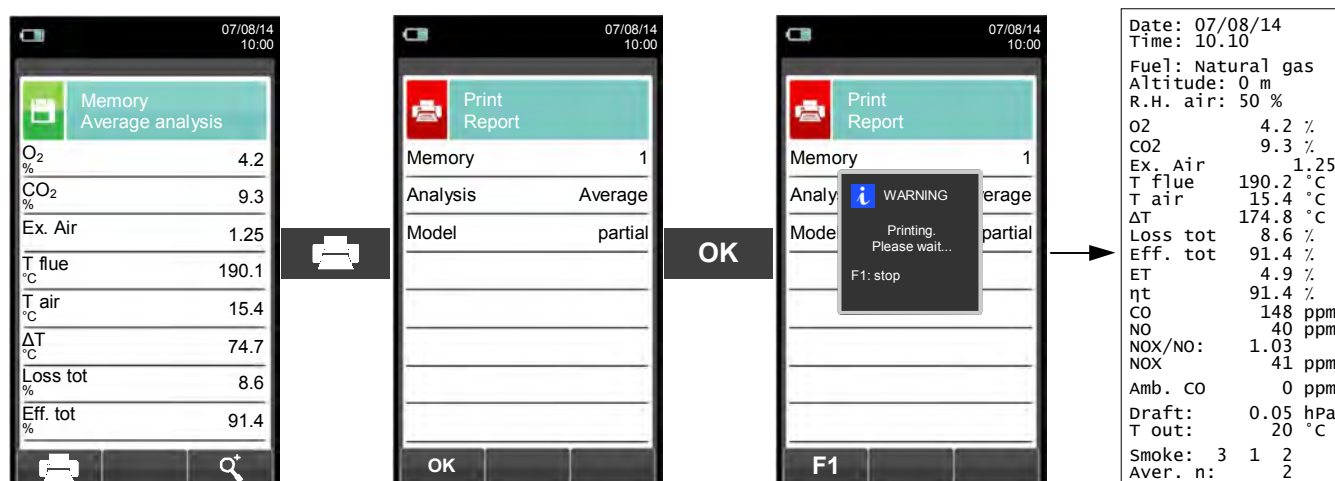 07/08/14
10:00
Memory
Average analysis
O₂
% 4.2
CO₂
% 9.3
Ex. Air 1.25
T flue
°C 190.1
T air
°C 15.4
ΔT
°C 74.7
Loss tot
% 8.6
Eff. tot
% 91.4
07/08/14
10:00
Print
Report
Memory 1
Analysis Average
Model partial
OK
OK
07/08/14
10:00
Print
Report
Memory 1
Analy erage
Mode partial
i WARNING
Printing.
Please wait...
F1: stop
F1
Date: 07/08/14
Time: 10.10
Fuel: Natural gas
Altitude: 0 m
R.H. air: 50 %
O2 4.2 %
CO2 9.3 %
Ex. Air 1.25
T flue 190.2 °C
T air 15.4 °C
ΔT 174.8 °C
Loss tot 8.6 %
Eff. tot 91.4 %
ET 4.9 %
ηt 91.4 %
CO 148 ppm
NO 40 ppm
NOX/NO: 1.03
NOX 41 ppm
Amb. CO 0 ppm
Draft: 0.05 hPa
T out: 20 °C
Smoke: 3 1 2
Aver. n: 2